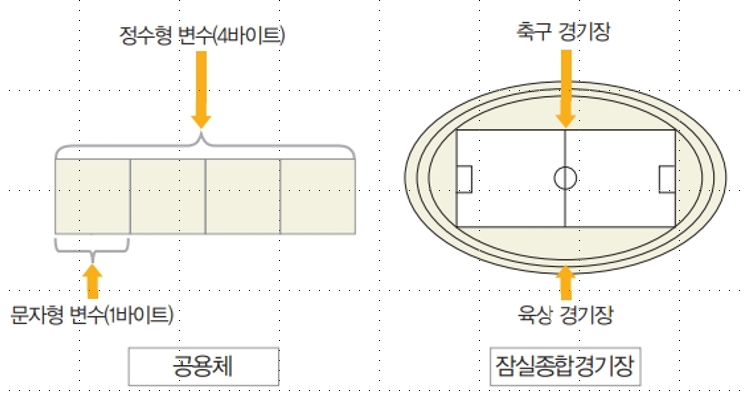 정수형 변수(4바이트)
문자형 변수(1바이트)
공용체
축구 경기장
육상 경기장
잠실종합경기장